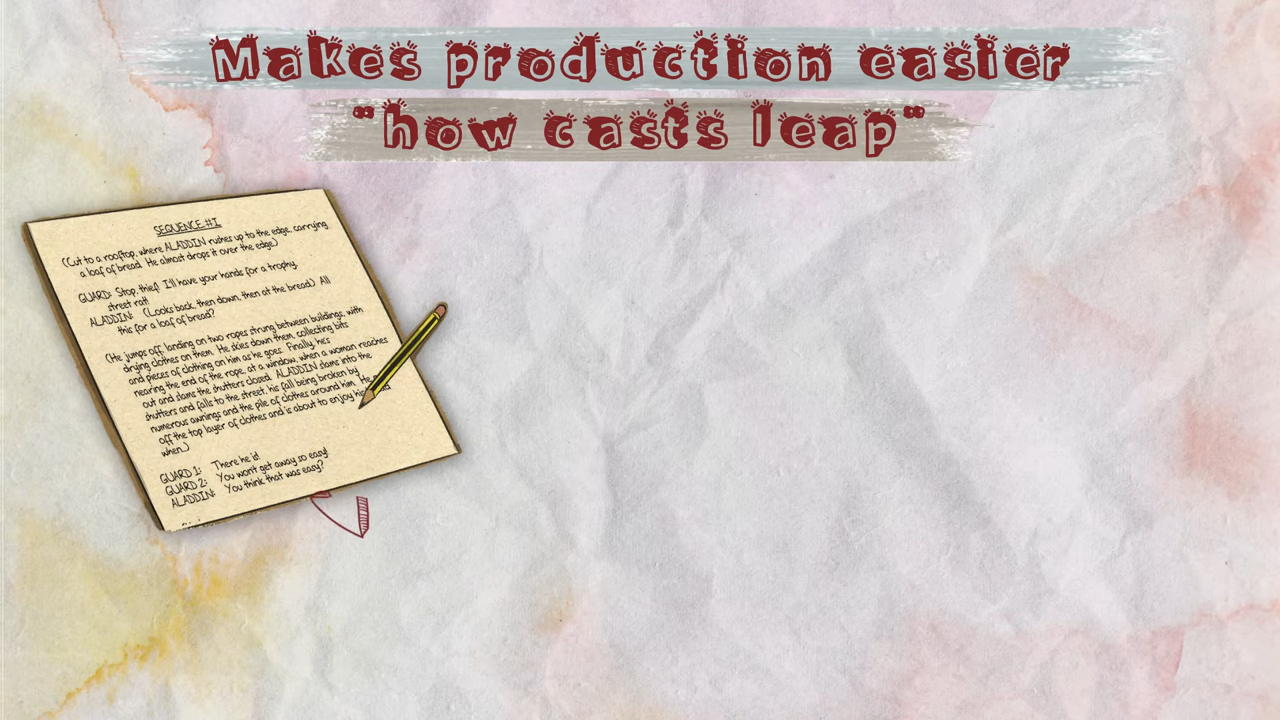 Makes production easier
"how casts leap"
SEQUENCE #1
(Cut to a rooftop, where ALADDIN rushes up to the edge, carrying
a loaf of bread. He almost drops it over the edge.)
GUARD: Stop, thief! I'll have your hands for a trophy,
street rat!
ALADDIN: (Looks back, then down, then at the bread.) All
this for a loaf of bread?
(He jumps off, landing on two ropes strung between buildings, with
drying clothes on them. He skies down them, collecting bits
and pieces of clothing on him as he goes. Finally, he's
nearing the end of the rope, at a window, when a woman reaches
out and slams the shutters closed. ALADDIN slams into the
shutters and falls to the street, his fall being broken by
numerous awnings and the pile of clothes around him. He
off the top layer of clothes and is about to enjoy his
when.)
GUARD 1: There he is!
GUARD 2: You won't get away so easy!
ALADDIN: You think that was easy?